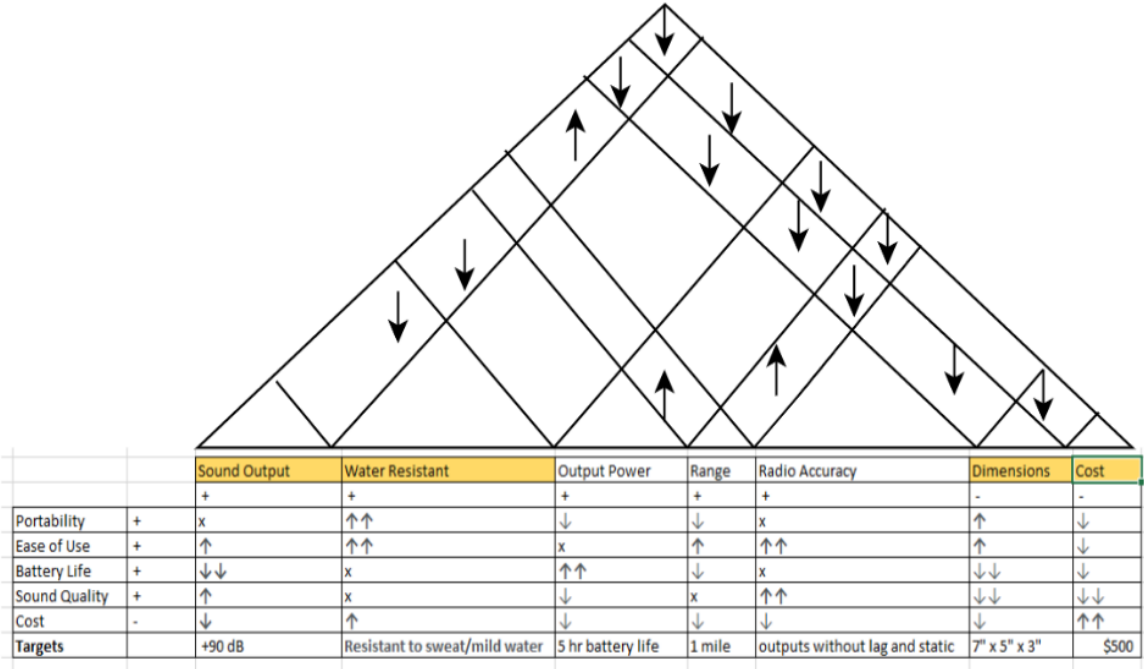 Sound Output Water Resistant Output Power Range Radio Accuracy Dimensions Cost
+ + + + + - -
Portability + x ↑↑ ↓ ↓ x ↑ ↓
Ease of Use + ↑ ↑↑ x ↑ ↑↑ ↑ ↓
Battery Life + ↓↓ x ↑↑ ↓ x ↓↓ ↓
Sound Quality + ↑ x ↓ x ↑↑ ↓↓ ↓↓
Cost - ↓ ↑ ↓ ↓ ↓ ↓ ↑↑
Targets +90 dB Resistant to sweat/mild water 5 hr battery life 1 mile outputs without lag and static 7" x 5" x 3" $500